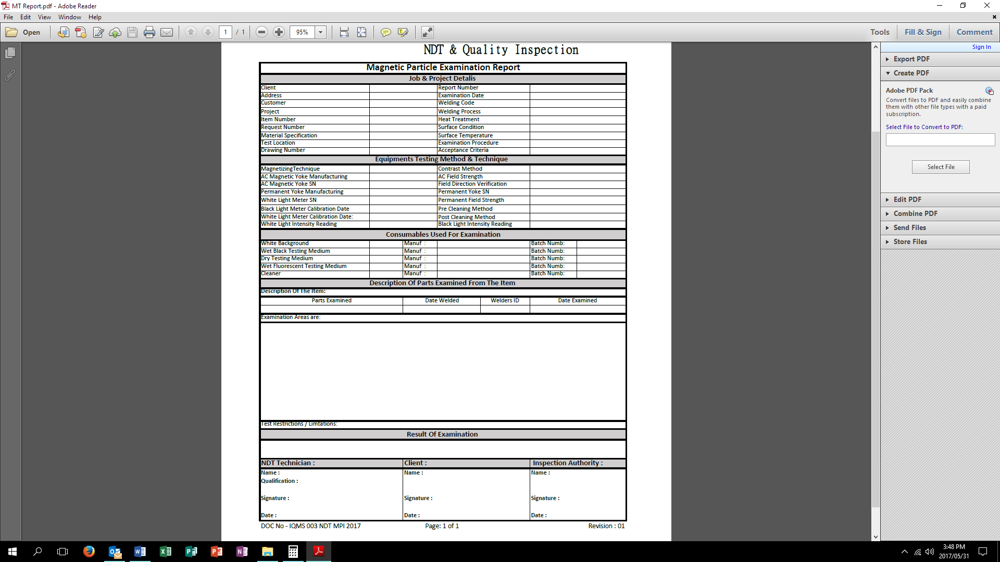 MT Report.pdf - Adobe Reader
File Edit View Window Help
Open 1 / 1 95% Tools Fill & Sign Comment
Sign In
Export PDF
Create PDF
Adobe PDF Pack
Convert files to PDF and easily combine
them with other file types with a paid
subscription.
Select File to Convert to PDF:
Select File
Edit PDF
Combine PDF
Send Files
Store Files
NDT & Quality Inspection
Magnetic Particle Examination Report
Job & Project Detalis
Client Report Number
Address Examination Date
Customer Welding Code
Project Welding Process
Item Number Heat Treatment
Request Number Surface Condition
Material Specification Surface Temperature
Test Location Examination Procedure
Drawing Number Acceptance Criteria
Equipments Testing Method & Technique
MagnetizingTechnique Contrast Method
AC Magnetic Yoke Manufacturing AC Field Strength
AC Magnetic Yoke SN Field Direction Verification
Permanent Yoke Manufacturing Permanent Yoke SN
White Light Meter SN Permanent Field Strength
Black Light Meter Calibration Date Pre Cleaning Method
White Light Meter Calibration Date: Post Cleaning Method
White Light Intensity Reading Black Light Intensity Reading
Consumables Used For Examination
White Background Manuf : Batch Numb:
Wet Black Testing Medium Manuf : Batch Numb:
Dry Testing Medium Manuf : Batch Numb:
Wet Fluorescent Testing Medium Manuf : Batch Numb:
Cleaner Manuf : Batch Numb:
Description Of Parts Examined From The Item
Description Of The Item:
Parts Examined Date Welded Welders ID Date Examined
Examination Areas are:
Test Restrictions / Limtations:
Result Of Examination
NDT Technician : Client : Inspection Authority :
Name : Name : Name :
Qualification :
Signature : Signature : Signature :
Date : Date : Date :
DOC No - IQMS 003 NDT MPI 2017 Page: 1 of 1 Revision : 01
3:48 PM
2017/05/31